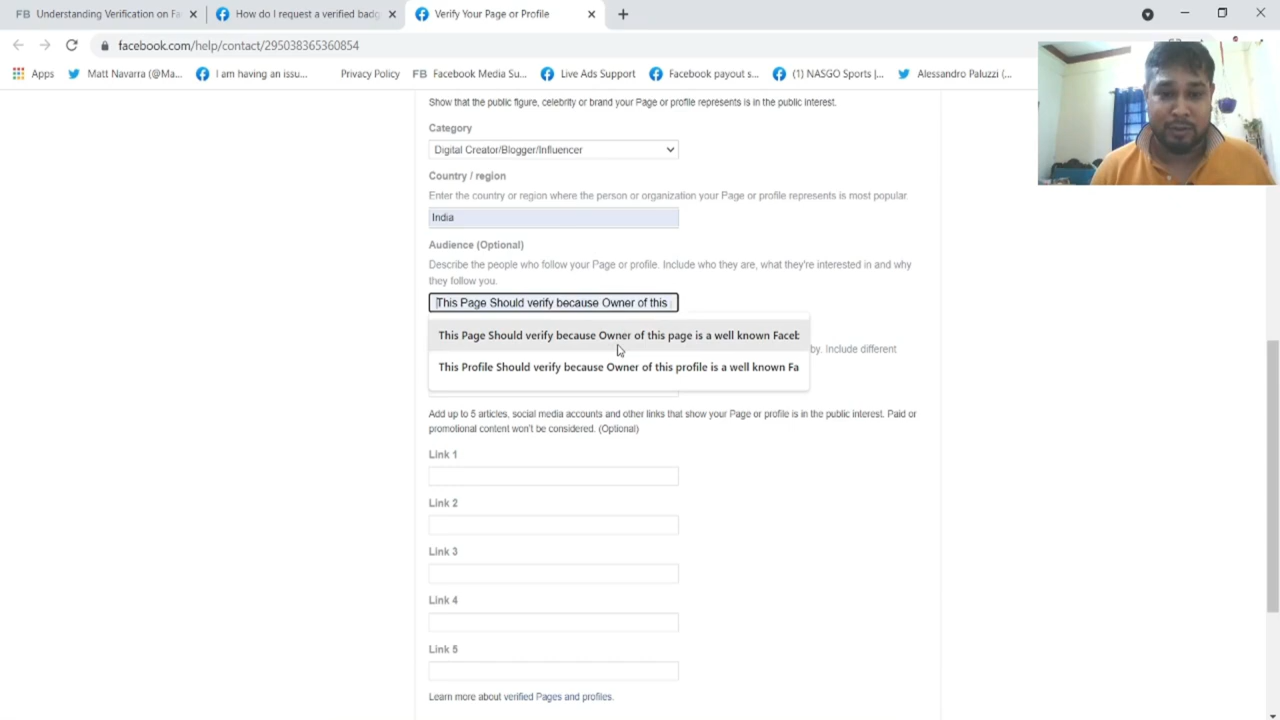 Understanding Verification on Fa
How do I request a verified badg
Verify Your Page or Profile
facebook.com/help/contact/295038365360854
Apps
Matt Navarra (@Ma...
I am having an issu...
Privacy Policy
FB Facebook Media Su...
Live Ads Support
Facebook payout s...
(1) NASGO Sports |...
Alessandro Paluzzi (...
Show that the public figure, celebrity or brand your Page or profile represents is in the public interest.
Category
Digital Creator/Blogger/Influencer
Country / region
Enter the country or region where the person or organization your Page or profile represents is most popular.
India
Audience (Optional)
Describe the people who follow your Page or profile. Include who they are, what they're interested in and why
they follow you.
This Page Should verify because Owner of this
This Page Should verify because Owner of this page is a well known Faceb
by. Include different
This Profile Should verify because Owner of this profile is a well known Fa
Add up to 5 articles, social media accounts and other links that show your Page or profile is in the public interest. Paid or
promotional content won't be considered. (Optional)
Link 1
Link 2
Link 3
Link 4
Link 5
Learn more about verified Pages and profiles.